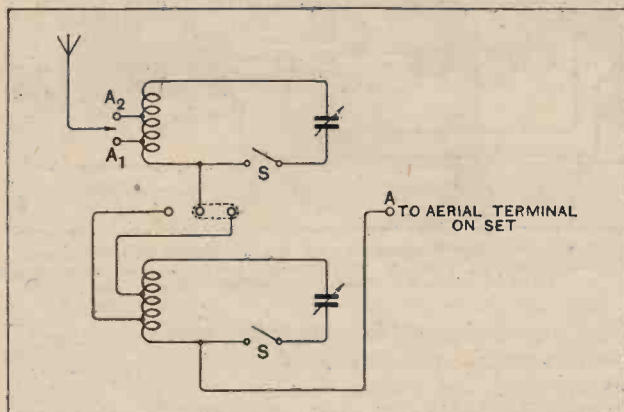 A₂
A₁
S
A
TO AERIAL TERMINAL
ON SET
S